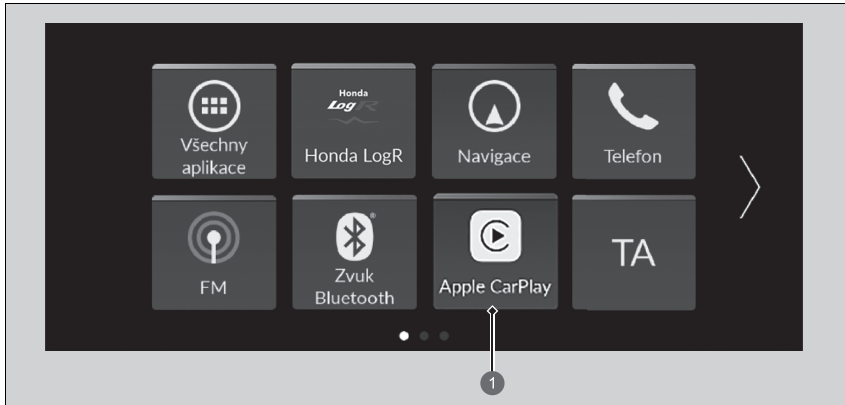 Všechny
aplikace
Honda
LogR
Honda LogR
Navigace
Telefon
FM
Zvuk
Bluetooth
Apple CarPlay
TA
1